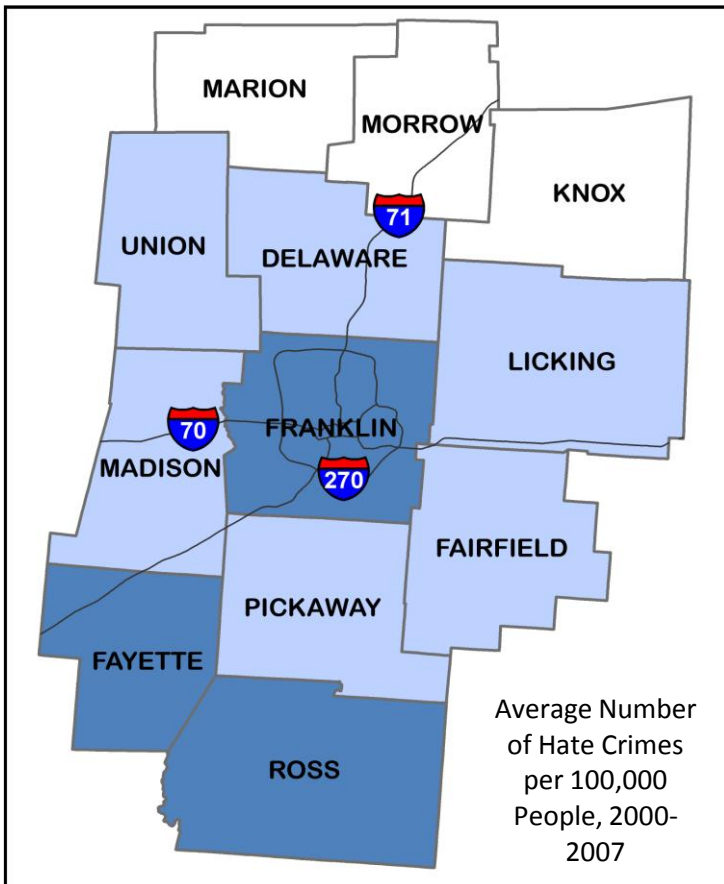 MARION
MORROW
KNOX
71
UNION
DELAWARE
LICKING
70
FRANKLIN
MADISON
270
FAIRFIELD
PICKAWAY
FAYETTE
ROSS
Average Number
of Hate Crimes
per 100,000
People, 2000-
2007